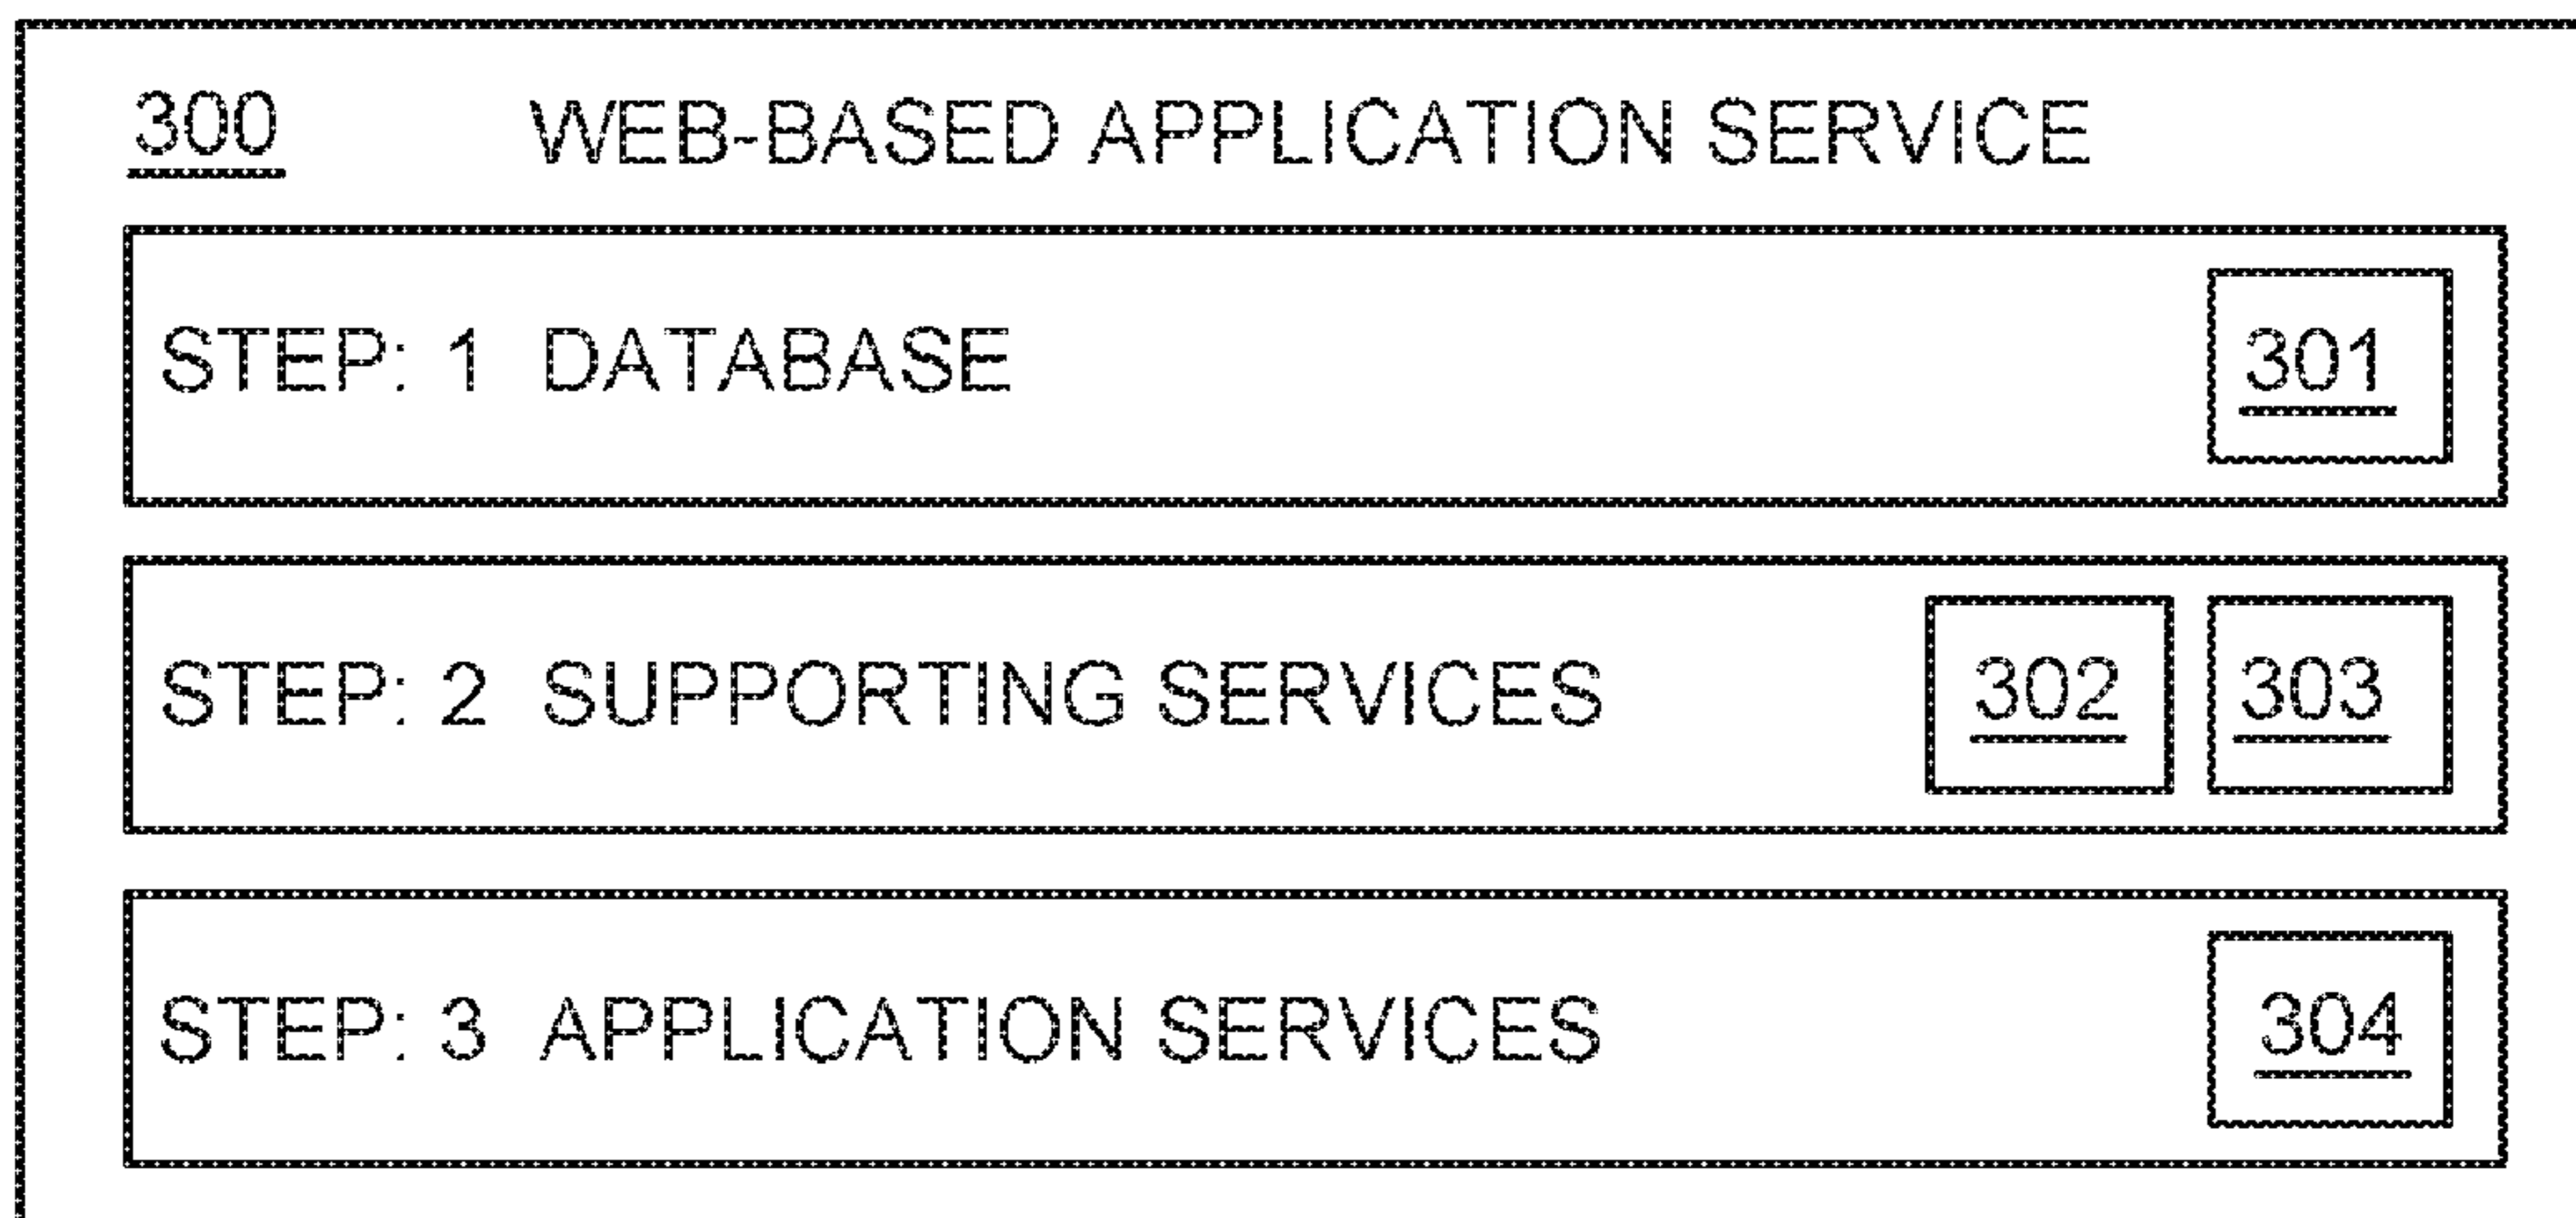 300 WEB-BASED APPLICATION SERVICE
STEP: 1 DATABASE 301
STEP: 2 SUPPORTING SERVICES 302 303
STEP: 3 APPLICATION SERVICES 304